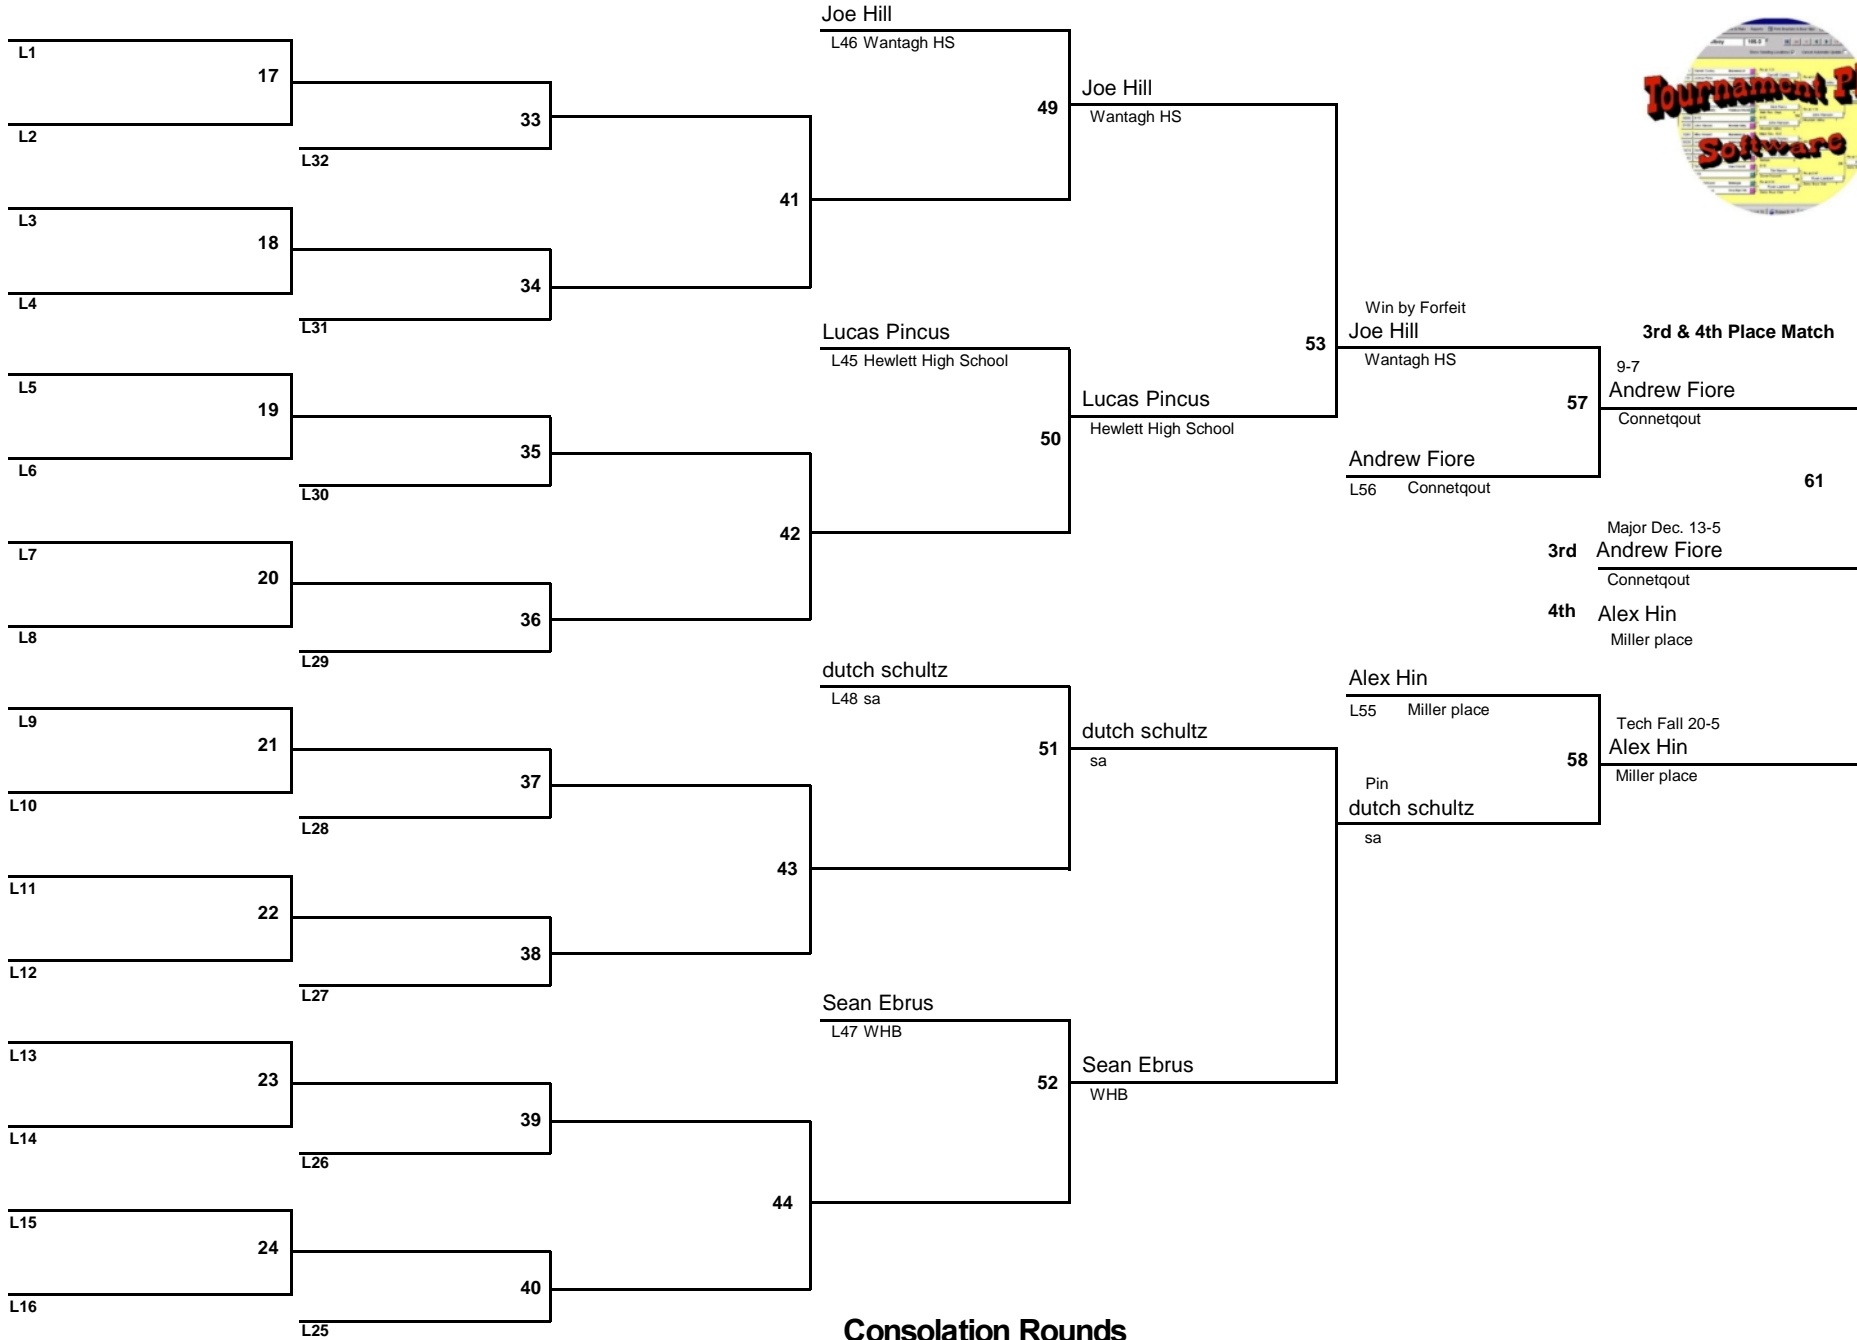 Joe Hill
L46 Wantagh HS
L1
17
L2
33
L32
49
Joe Hill
Wantagh HS
Tournament P
Software
L3
18
L4
34
L31
41
Lucas Pincus
L45 Hewlett High School
53
Win by Forfeit
Joe Hill
Wantagh HS
3rd & 4th Place Match
L5
19
L6
35
L30
50
Lucas Pincus
Hewlett High School
57
9-7
Andrew Fiore
Connetqout
Andrew Fiore
L56 Connetqout
61
L7
20
L8
36
L29
42
Major Dec. 13-5
3rd Andrew Fiore
Connetqout
4th Alex Hin
Miller place
dutch schultz
L48 sa
L9
21
L10
37
L28
51
dutch schultz
sa
Alex Hin
L55 Miller place
58
Tech Fall 20-5
Alex Hin
Miller place
Pin
dutch schultz
sa
L11
22
L12
38
L27
43
Sean Ebrus
L47 WHB
L13
23
L14
39
L26
52
Sean Ebrus
WHB
L15
24
L16
40
L25
44
Consolation Rounds